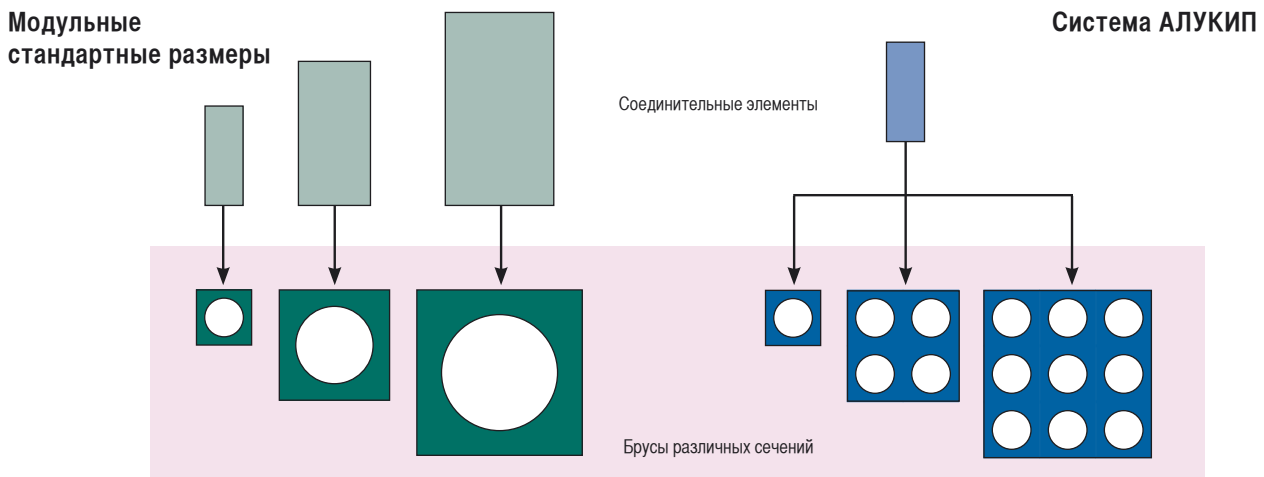 Модульные
стандартные размеры
Система АЛУКИП
Соединительные элементы
Брусы различных сечений